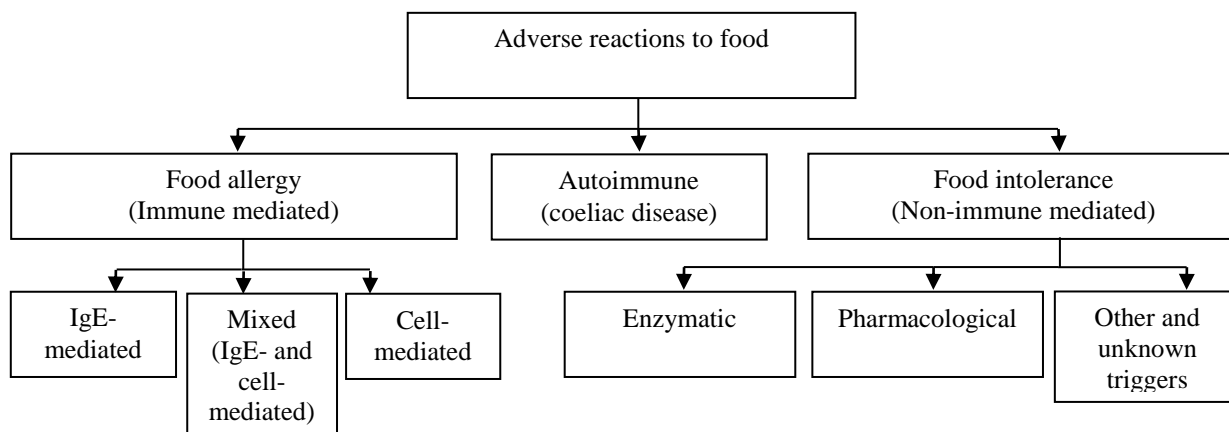 Adverse reactions to food
Food allergy
(Immune mediated)
Autoimmune
(coeliac disease)
Food intolerance
(Non-immune mediated)
IgE-
mediated
Mixed
(IgE- and
cell-
mediated)
Cell-
mediated
Enzymatic
Pharmacological
Other and
unknown
triggers